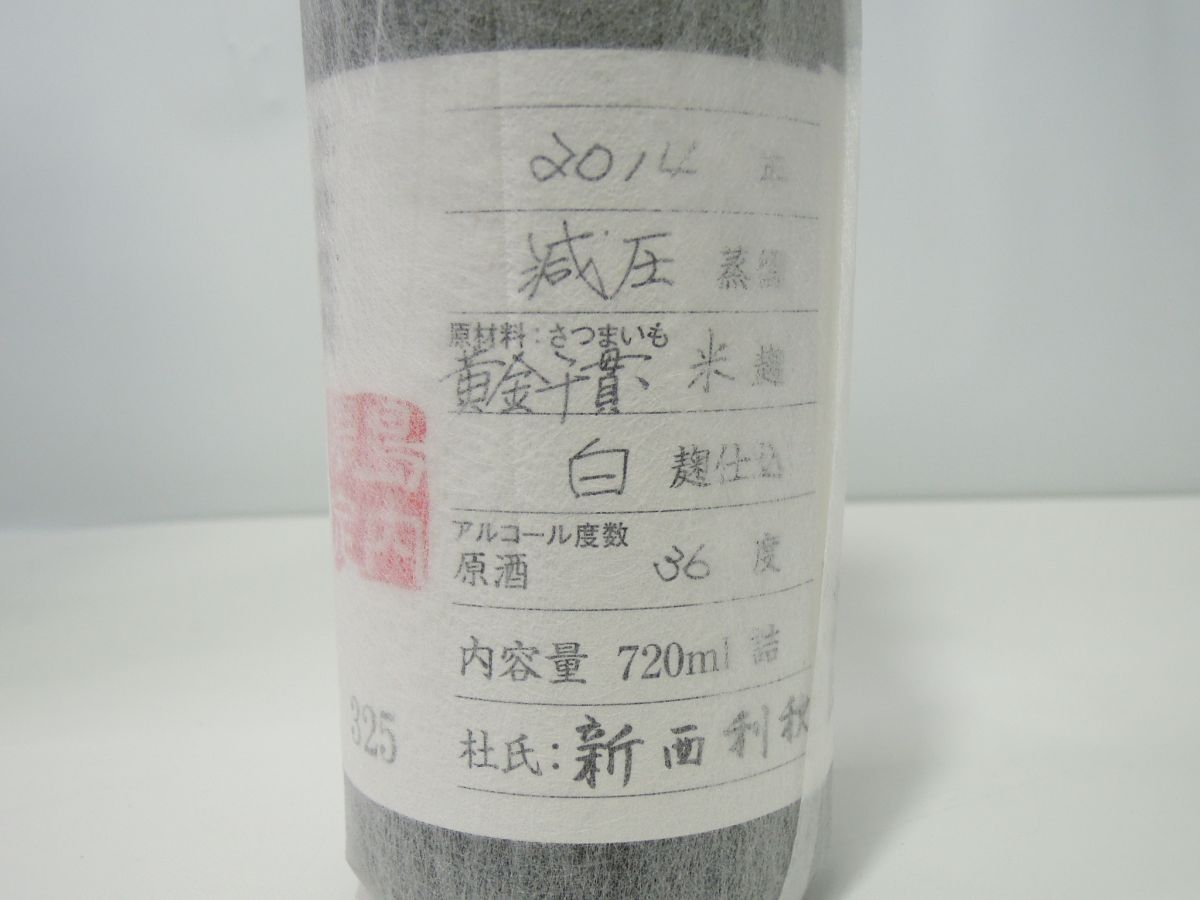 2014
減圧 蒸留
原材料:さつまいも
黄金千貫 米麹
白 麹仕込
アルコール度数
原酒 36 度
内容量 720ml 詰
杜氏:新西利秋
島
325